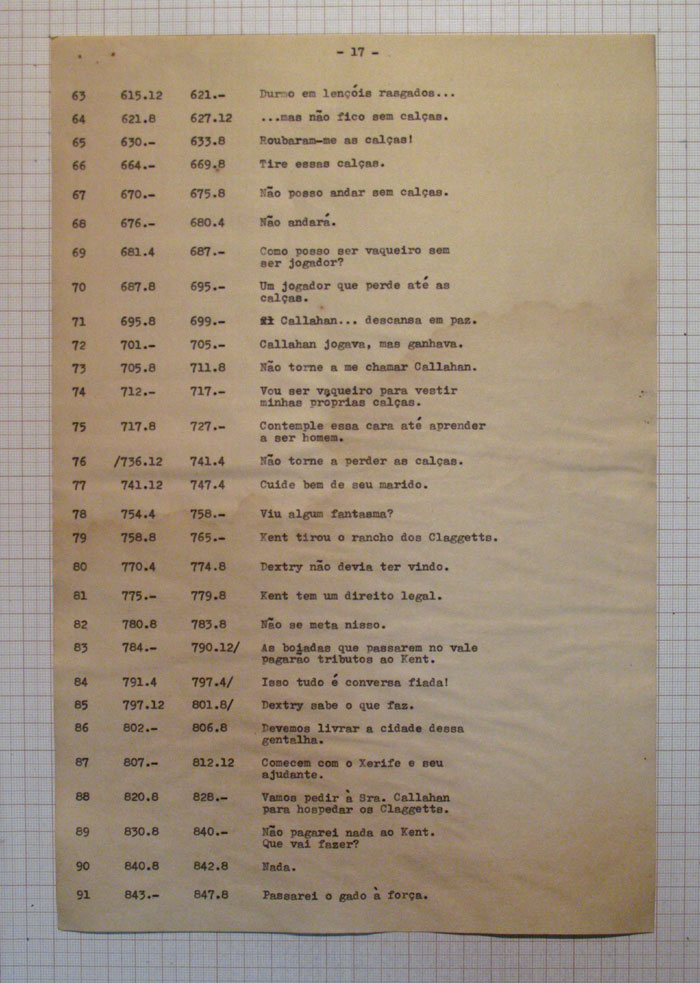 - 17 -
63 615.12 621.- Durmo em lençóis rasgados...
64 621.8 627.12 ...mas não fico sem calças.
65 630.- 633.8 Roubaram-me as calças!
66 664.- 669.8 Tire essas calças.
67 670.- 675.8 Não posso andar sem calças.
68 676.- 680.4 Não andará.
69 681.4 687.- Como posso ser vaqueiro sem
ser jogador?
70 687.8 695.- Um jogador que perde até as
calças.
71 695.8 699.- Callahan... descansa em paz.
72 701.- 705.- Callahan jogava, mas ganhava.
73 705.8 711.8 Não torne a me chamar Callahan.
74 712.- 717.- Vou ser vaqueiro para vestir
minhas próprias calças.
75 717.8 727.- Contemple essa cara até aprender
a ser homem.
76 /736.12 741.4 Não torne a perder as calças.
77 741.12 747.4 Cuide bem de seu marido.
78 754.4 758.- Viu algum fantasma?
79 758.8 765.- Kent tirou o rancho dos Claggetts.
80 770.4 774.8 Dextry não devia ter vindo.
81 775.- 779.8 Kent tem um direito legal.
82 780.8 783.8 Não se meta nisso.
83 784.- 790.12/ As boiadas que passarem no vale
pagarão tributos ao Kent.
84 791.4 797.4/ Isso tudo é conversa fiada!
85 797.12 801.8/ Dextry sabe o que faz.
86 802.- 806.8 Devemos livrar a cidade dessa
gentalha.
87 807.- 812.12 Comecem com o Xerife e seu
ajudante.
88 820.8 828.- Vamos pedir à Sra. Callahan
para hospedar os Claggetts.
89 830.8 840.- Não pagarei nada ao Kent.
Que vai fazer?
90 840.8 842.8 Nada.
91 843.- 847.8 Passarei o gado à força.